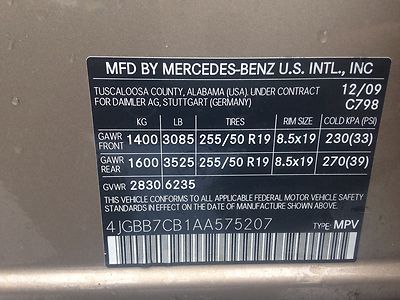 MFD BY MERCEDES-BENZ U.S. INTL., INC
TUSCALOOSA COUNTY, ALABAMA (USA). UNDER CONTRACT 12/09
FOR DAIMLER AG, STUTTGART (GERMANY) C798
KG LB TIRES RIM SIZE COLD KPA (PSI)
GAWR FRONT 1400 3085 255/50 R19 8.5x19 230(33)
GAWR REAR 1600 3525 255/50 R19 8.5x19 270(39)
GVWR 2830 6235
THIS VEHICLE CONFORMS TO ALL APPLICABLE FEDERAL MOTOR VEHICLE
SAFETY STANDARDS IN EFFECT ON THE DATE OF MANUFACTURE SHOWN ABOVE.
4JGBB7CB1AA575207 TYPE: MPV